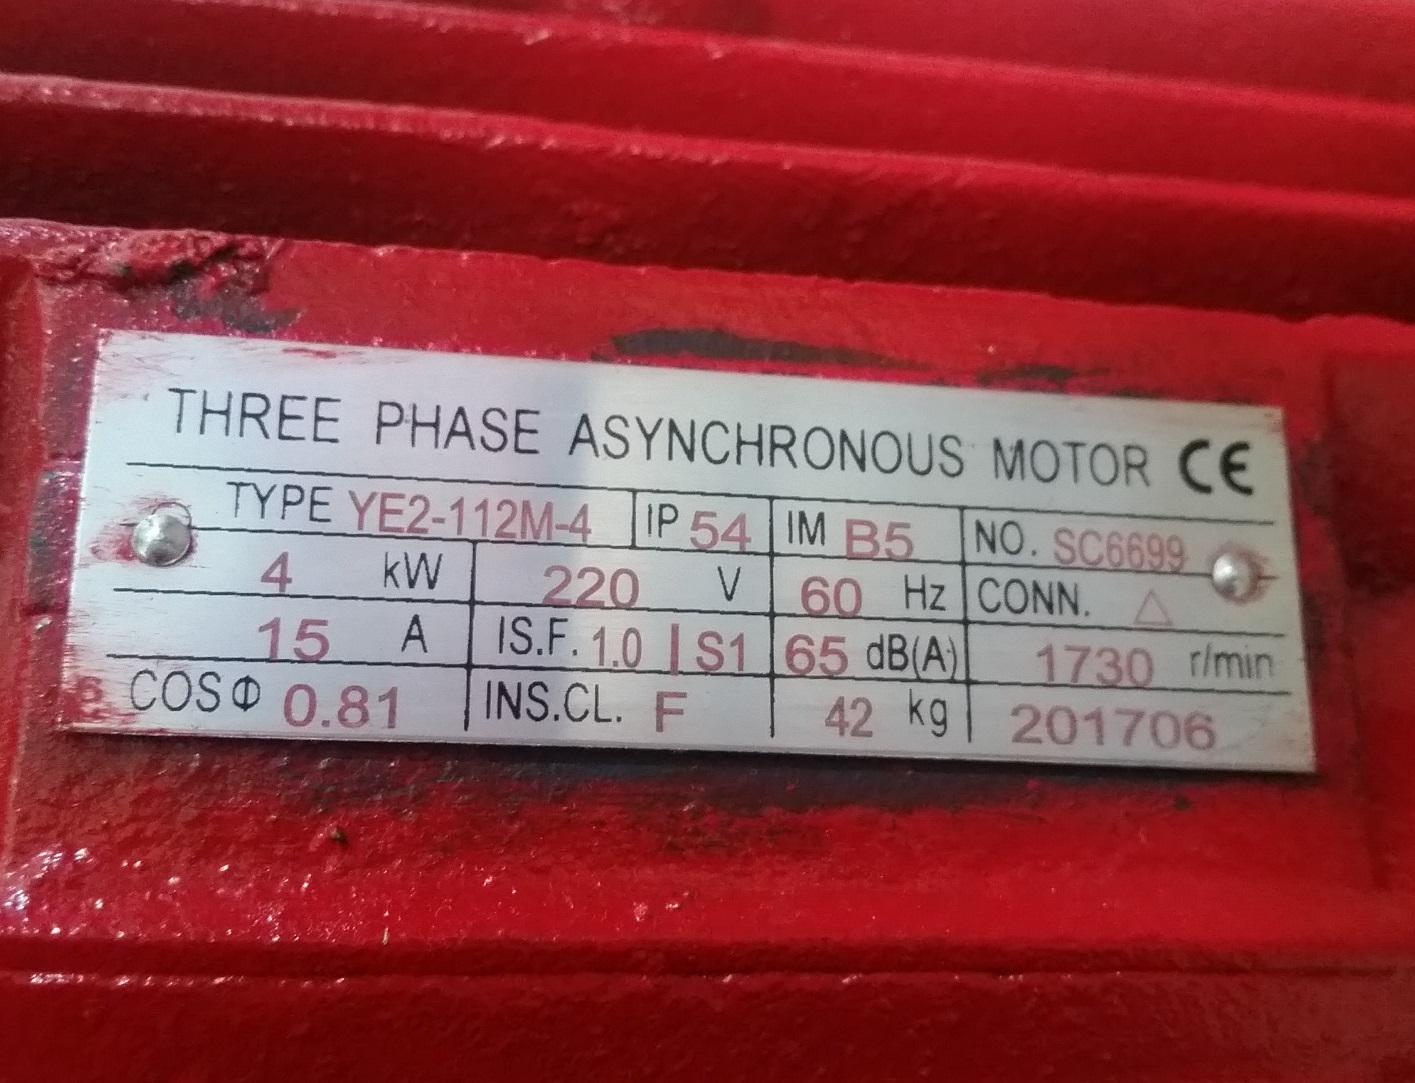 THREE PHASE ASYNCHRONOUS MOTOR CE
TYPE YE2-112M-4 IP 54 IM B5 NO. SC6699
4 kW 220 V 60 Hz CONN. △
15 A IS.F. 1.0 | S1 65 dB(A) 1730 r/min
COSΦ 0.81 INS.CL. F 42 kg 201706